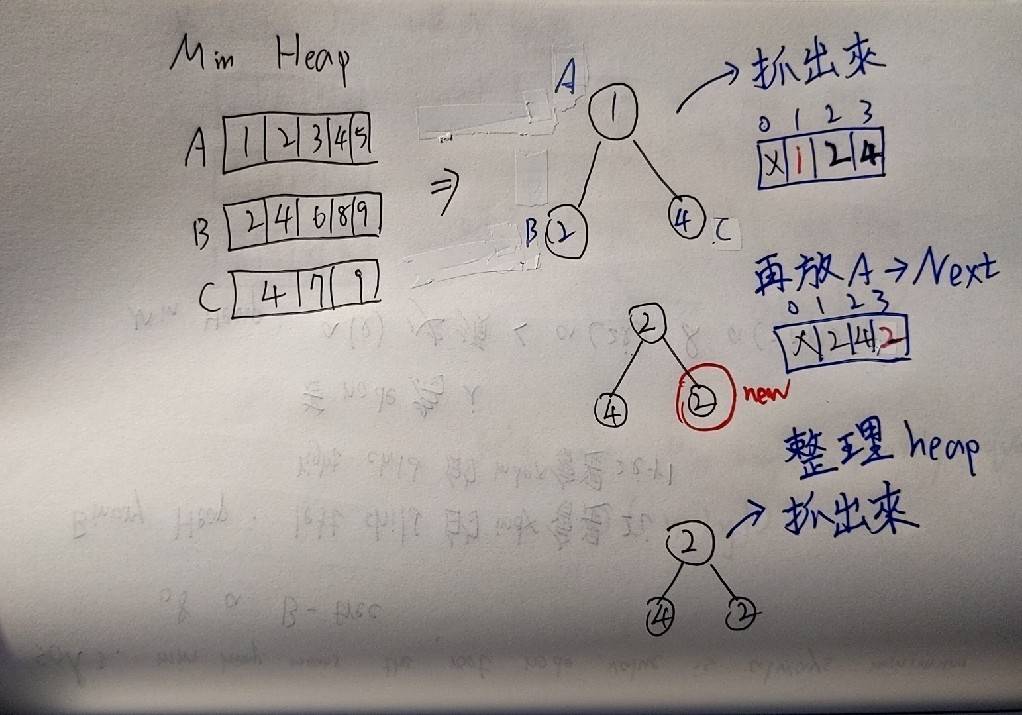 Min Heap
A 1 2 3 4 5
B 2 4 6 8 9
C 4 7 9
⇒
A
1
B 2
4 C
→ 抓出來
0 1 2 3
X 1 2 4
再放 A → Next
0 1 2 3
X 2 4 2
2
4
2 new
整理 heap
→ 抓出來
2
4
2